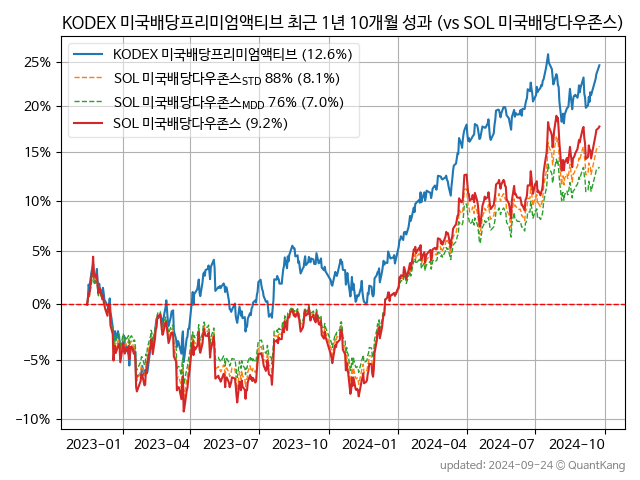 KODEX 미국배당프리미엄액티브 최근 1년 10개월 성과 (vs SOL 미국배당다우존스)
KODEX 미국배당프리미엄액티브 (12.6%)
SOL 미국배당다우존스STD 88% (8.1%)
SOL 미국배당다우존스MDD 76% (7.0%)
SOL 미국배당다우존스 (9.2%)
25%
20%
15%
10%
5%
0%
−5%
−10%
2023-01 2023-04 2023-07 2023-10 2024-01 2024-04 2024-07 2024-10
updated: 2024-09-24 © QuantKang